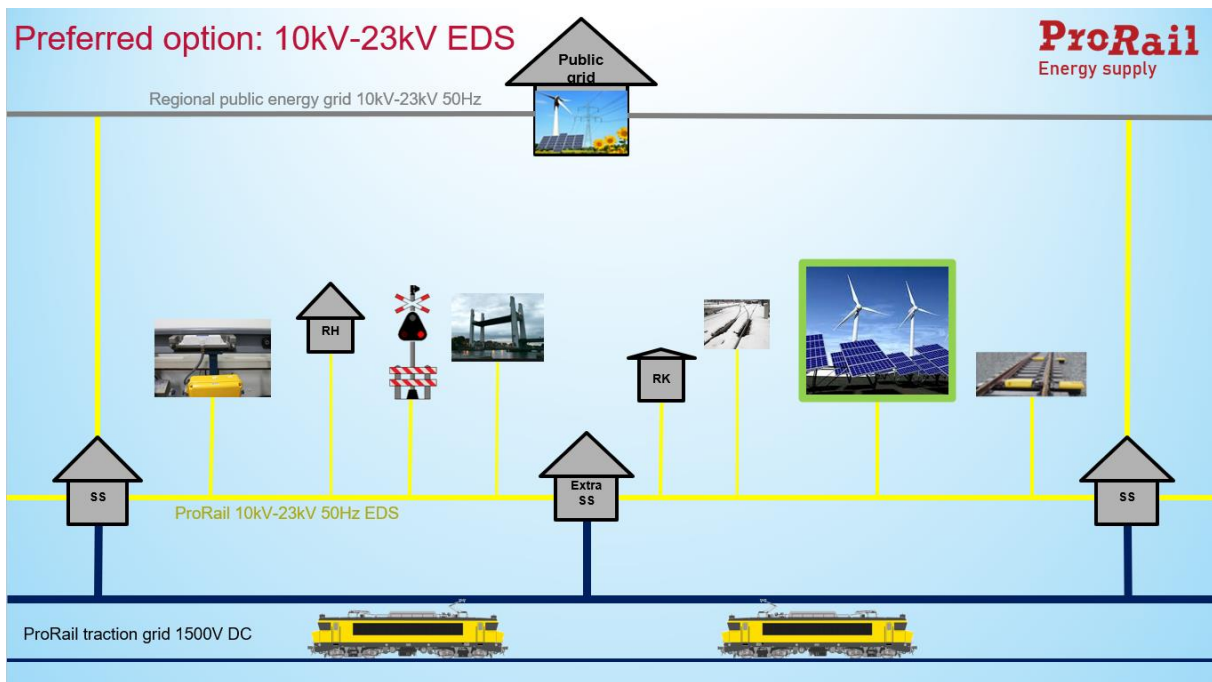 Preferred option: 10kV-23kV EDS
ProRail
Energy supply
Public
grid
Regional public energy grid 10kV-23kV 50Hz
RH
RK
SS
Extra
SS
SS
ProRail 10kV-23kV 50Hz EDS
ProRail traction grid 1500V DC